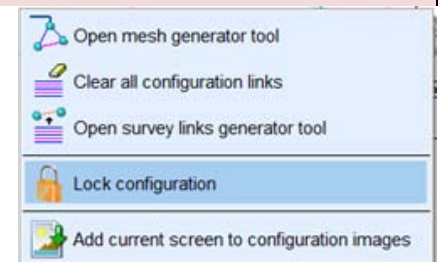 Open mesh generator tool
Clear all configuration links
Open survey links generator tool
Lock configuration
Add current screen to configuration images